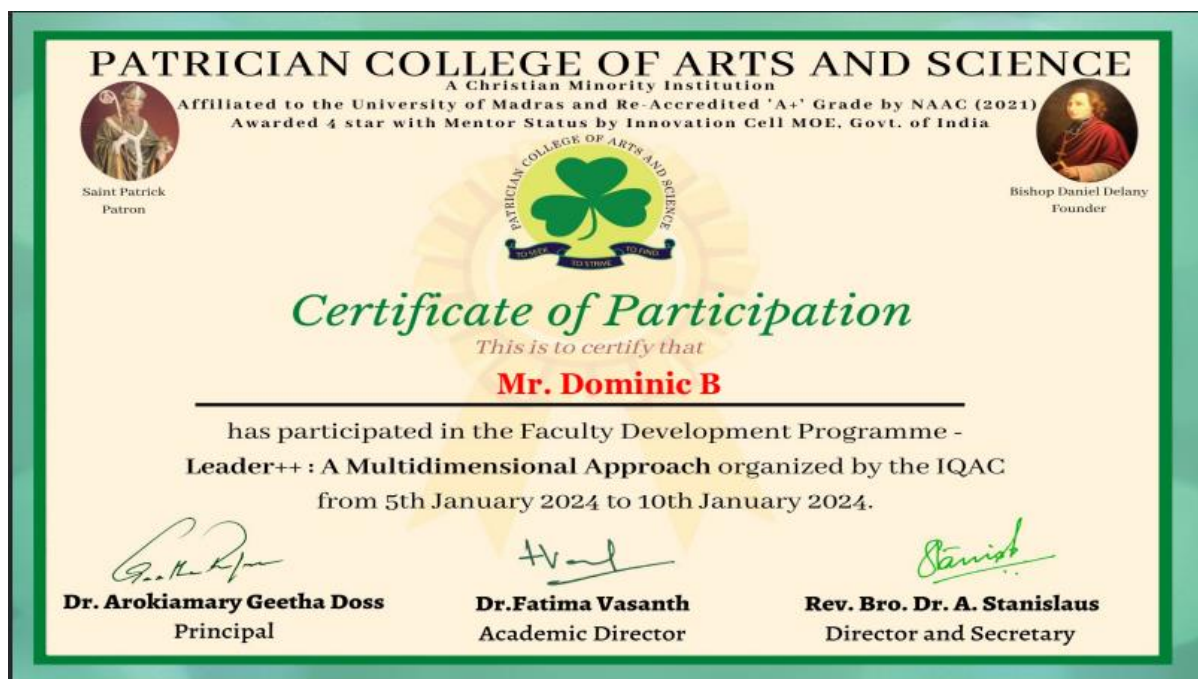 PATRICIAN COLLEGE OF ARTS AND SCIENCE
A Christian Minority Institution
Affiliated to the University of Madras and Re-Accredited 'A+' Grade by NAAC (2021)
Awarded 4 star with Mentor Status by Innovation Cell MOE, Govt. of India
Saint Patrick
Patron
Bishop Daniel Delany
Founder
PATRICIAN COLLEGE OF ARTS AND SCIENCE
TO SEEK
TO STRIVE
TO FIND
Certificate of Participation
This is to certify that
Mr. Dominic B
has participated in the Faculty Development Programme -
Leader++ : A Multidimensional Approach organized by the IQAC
from 5th January 2024 to 10th January 2024.
Dr. Arokiamary Geetha Doss
Principal
Dr.Fatima Vasanth
Academic Director
Rev. Bro. Dr. A. Stanislaus
Director and Secretary